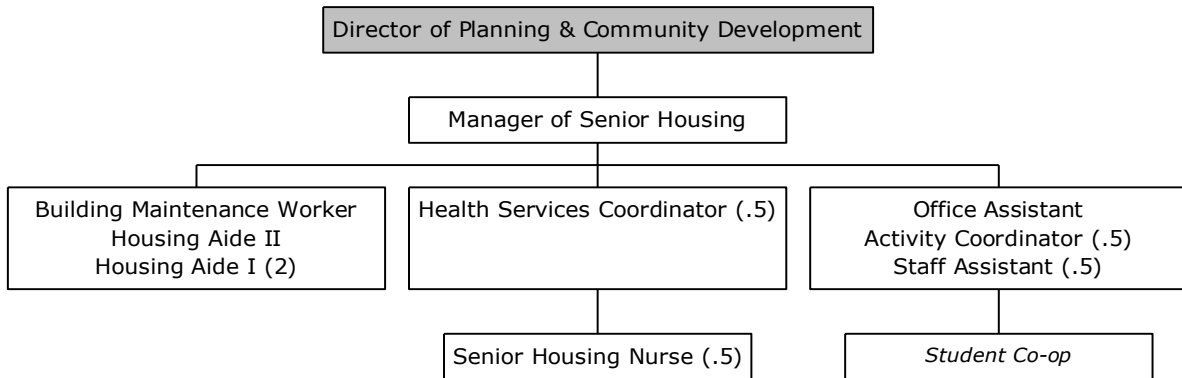 Director of Planning & Community Development
Manager of Senior Housing
Building Maintenance Worker
Housing Aide II
Housing Aide I (2)
Health Services Coordinator (.5)
Office Assistant
Activity Coordinator (.5)
Staff Assistant (.5)
Senior Housing Nurse (.5)
Student Co-op